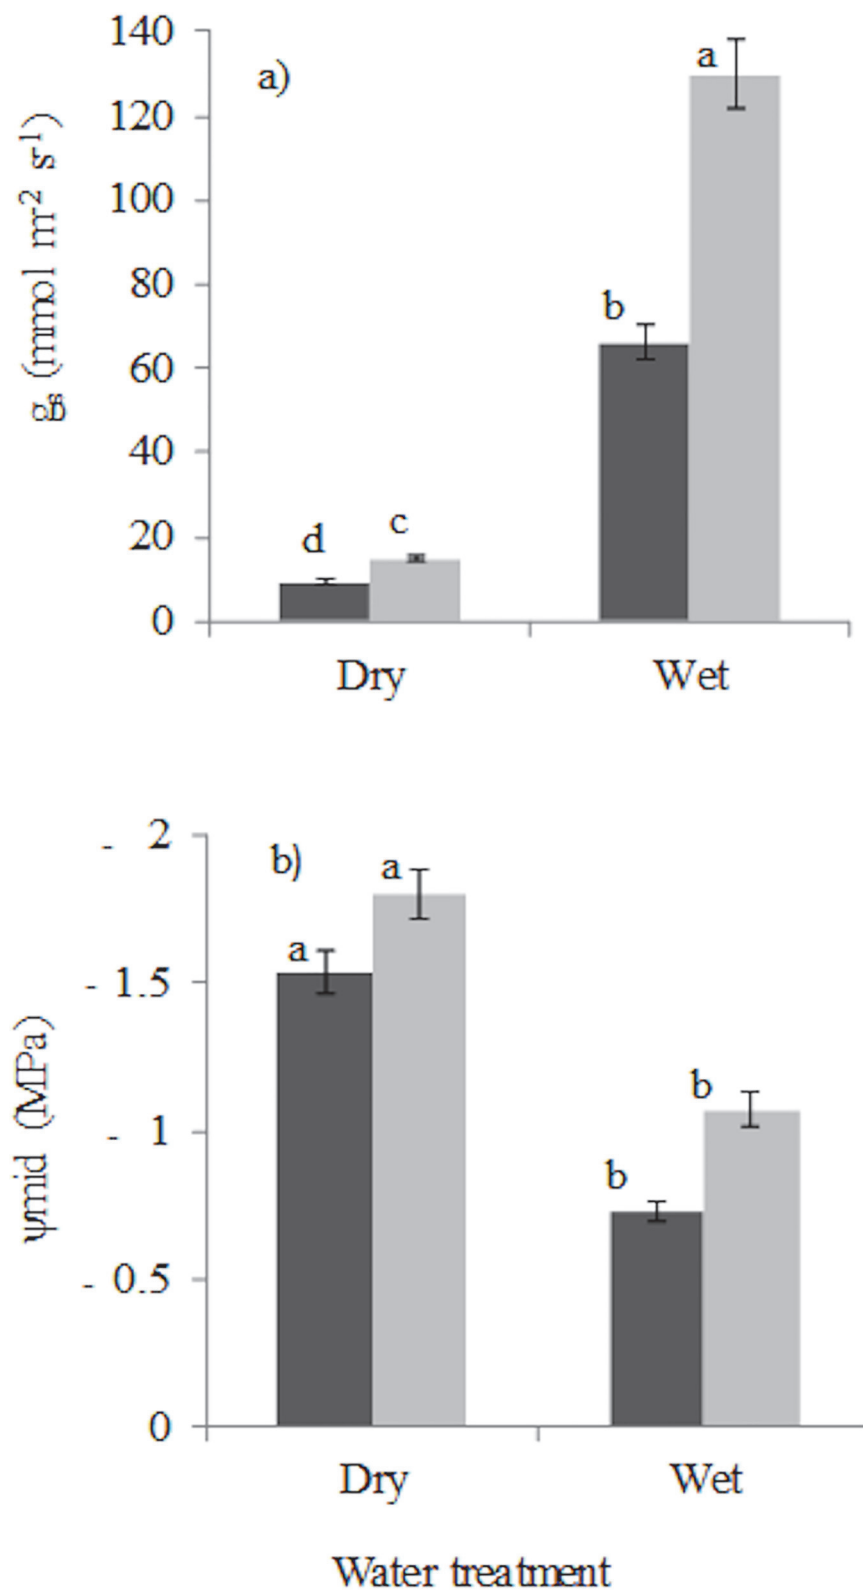 140
a)
a
120
100
gs (mmol m-2 s-1)
80
b
60
40
d
c
20
0
Dry
Wet
- 2
b)
a
a
- 1.5
ψmid (MPa)
- 1
b
b
- 0.5
0
Dry
Wet
Water treatment